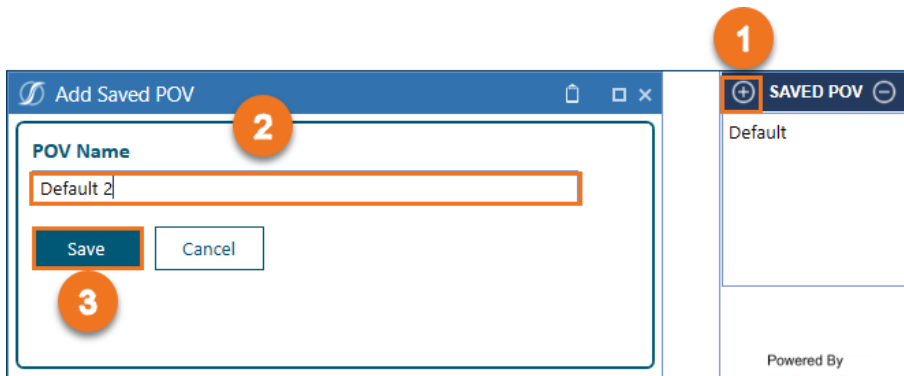 1
Add Saved POV
SAVED POV
2
Default
POV Name
Default 2
Save
Cancel
3
Powered By